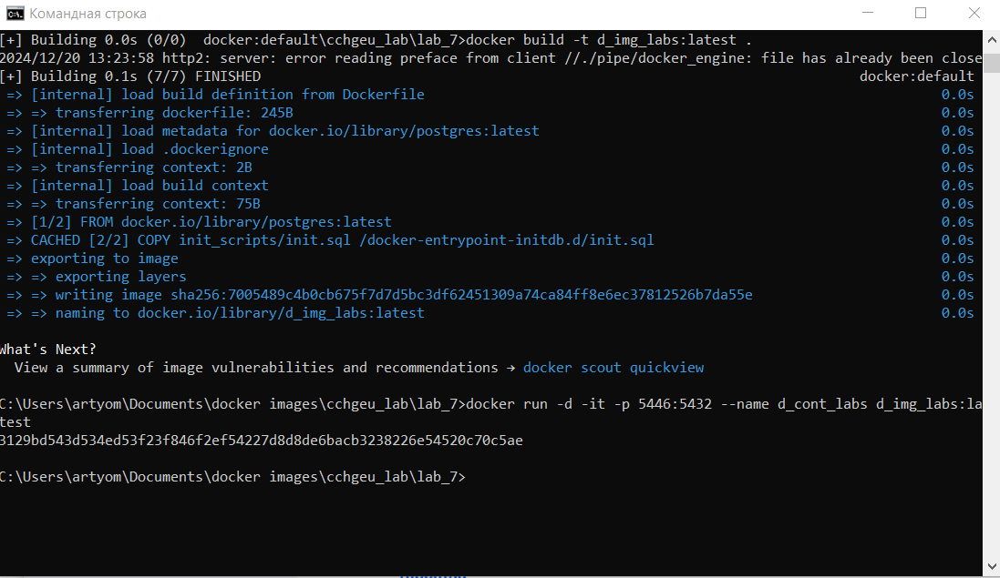 Командная строка
[+] Building 0.0s (0/0)  docker:default\cchgeu_lab\lab_7>docker build -t d_img_labs:latest .
2024/12/20 13:23:58 http2: server: error reading preface from client //./pipe/docker_engine: file has already been close
[+] Building 0.1s (7/7) FINISHED docker:default
=> [internal] load build definition from Dockerfile 0.0s
=> => transferring dockerfile: 245B 0.0s
=> [internal] load metadata for docker.io/library/postgres:latest 0.0s
=> [internal] load .dockerignore 0.0s
=> => transferring context: 2B 0.0s
=> [internal] load build context 0.0s
=> => transferring context: 75B 0.0s
=> [1/2] FROM docker.io/library/postgres:latest 0.0s
=> CACHED [2/2] COPY init_scripts/init.sql /docker-entrypoint-initdb.d/init.sql 0.0s
=> exporting to image 0.0s
=> => exporting layers 0.0s
=> => writing image sha256:7005489c4b0cb675f7d7d5bc3df62451309a74ca84ff8e6ec37812526b7da55e 0.0s
=> => naming to docker.io/library/d_img_labs:latest 0.0s
What's Next?
View a summary of image vulnerabilities and recommendations → docker scout quickview
C:\Users\artyom\Documents\docker images\cchgeu_lab\lab_7>docker run -d -it -p 5446:5432 --name d_cont_labs d_img_labs:la
test
3129bd543d534ed53f23f846f2ef54227d8d8de6bacb3238226e54520c70c5ae
C:\Users\artyom\Documents\docker images\cchgeu_lab\lab_7>